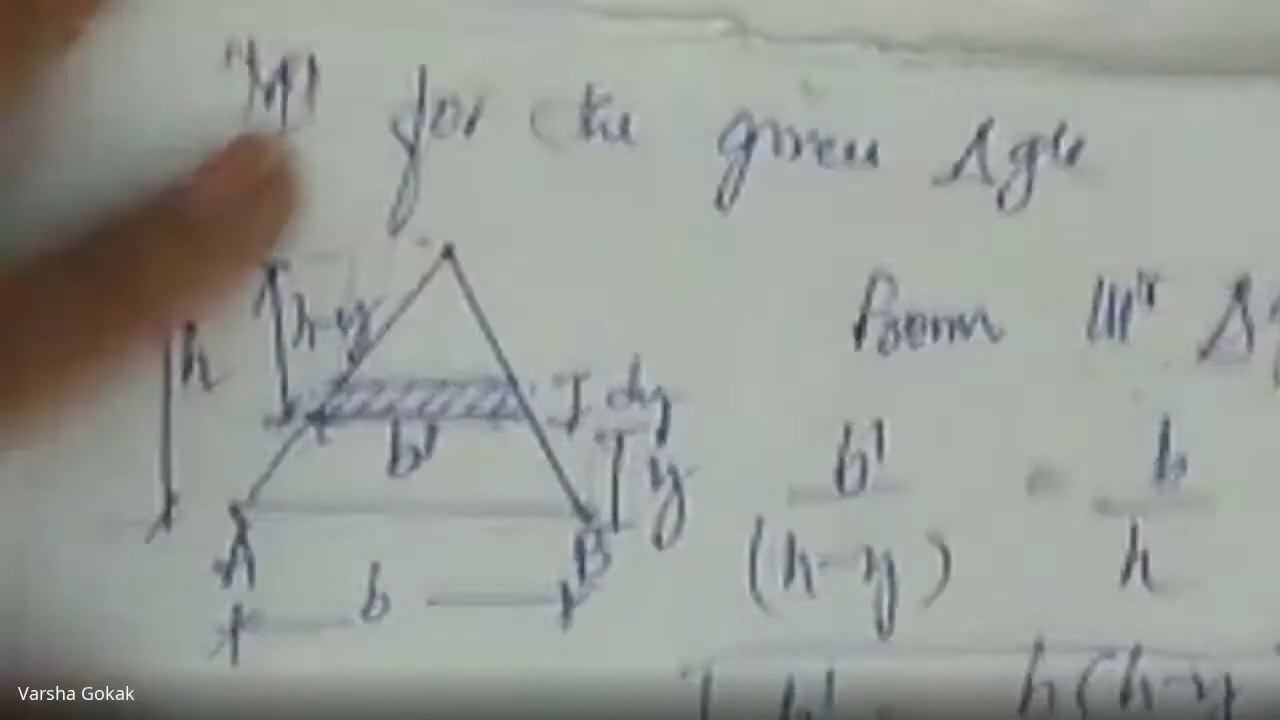 "MI for the given Δgle
h
h-y
dy
b'
y
A
B
b
from III^r Δ
b' = b
(h-y) h
b' = b(h-y
Varsha Gokak